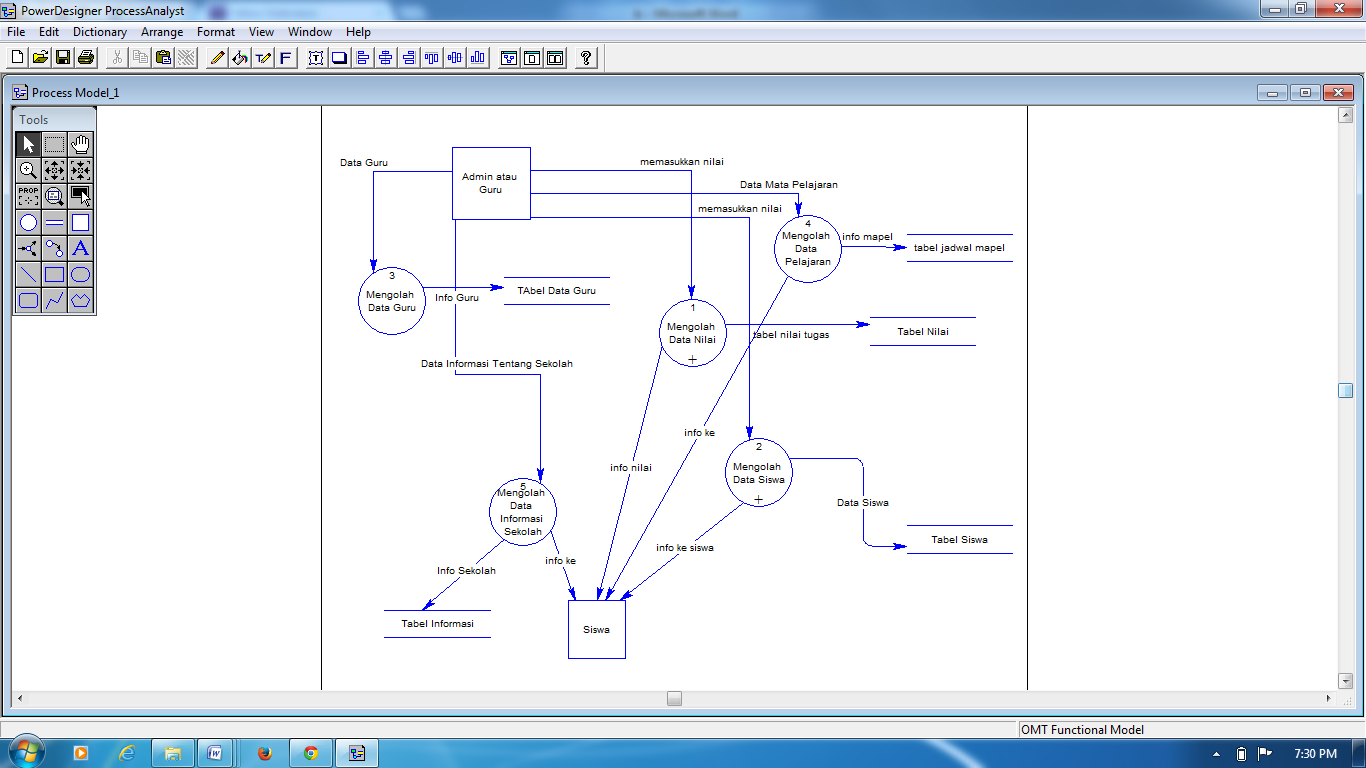 PowerDesigner ProcessAnalyst
File Edit Dictionary Arrange Format View Window Help
Process Model_1
Tools
PROP
Data Guru
Admin atau
Guru
memasukkan nilai
Data Mata Pelajaran
memasukkan nilai
4
Mengolah
Data
Pelajaran
info mapel
tabel jadwal mapel
3
Mengolah
Data Guru
Info Guru
TAbel Data Guru
1
Mengolah
Data Nilai
+
tabel nilai tugas
Tabel Nilai
Data Informasi Tentang Sekolah
info ke
info nilai
2
Mengolah
Data Siswa
+
Data Siswa
Tabel Siswa
5
Mengolah
Data
Informasi
Sekolah
info ke siswa
info ke
Info Sekolah
Tabel Informasi
Siswa
OMT Functional Model
7:30 PM